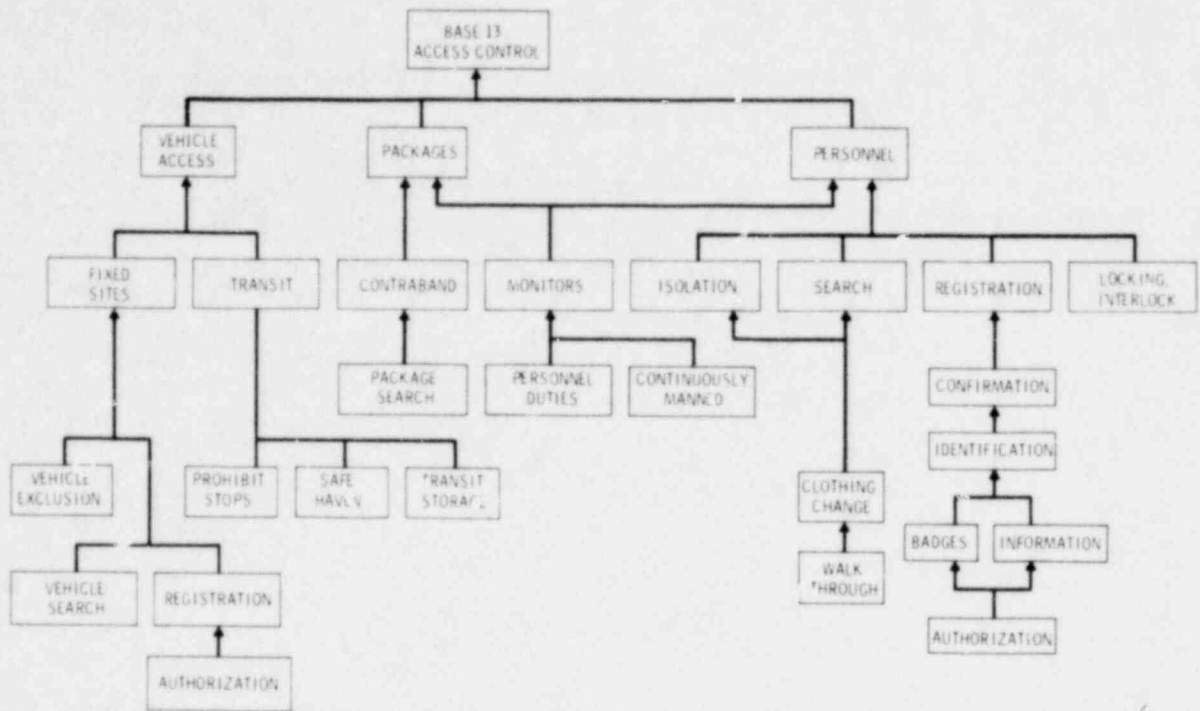 BASE 13
ACCESS CONTROL
VEHICLE
ACCESS
PACKAGES
PERSONNEL
FIXED
SITES
TRANSIT
CONTRABAND
MONITORS
ISOLATION
SEARCH
REGISTRATION
LOCKING,
INTERLOCK
PACKAGE
SEARCH
PERSONNEL
DUTIES
CONTINUOUSLY
MANNED
CONFIRMATION
IDENTIFICATION
VEHICLE
EXCLUSION
PROHIBIT
STOPS
SAFE
HAVEN
TRANSIT
STORAGE
CLOTHING
CHANGE
BADGES
INFORMATION
VEHICLE
SEARCH
REGISTRATION
WALK
THROUGH
AUTHORIZATION
AUTHORIZATION